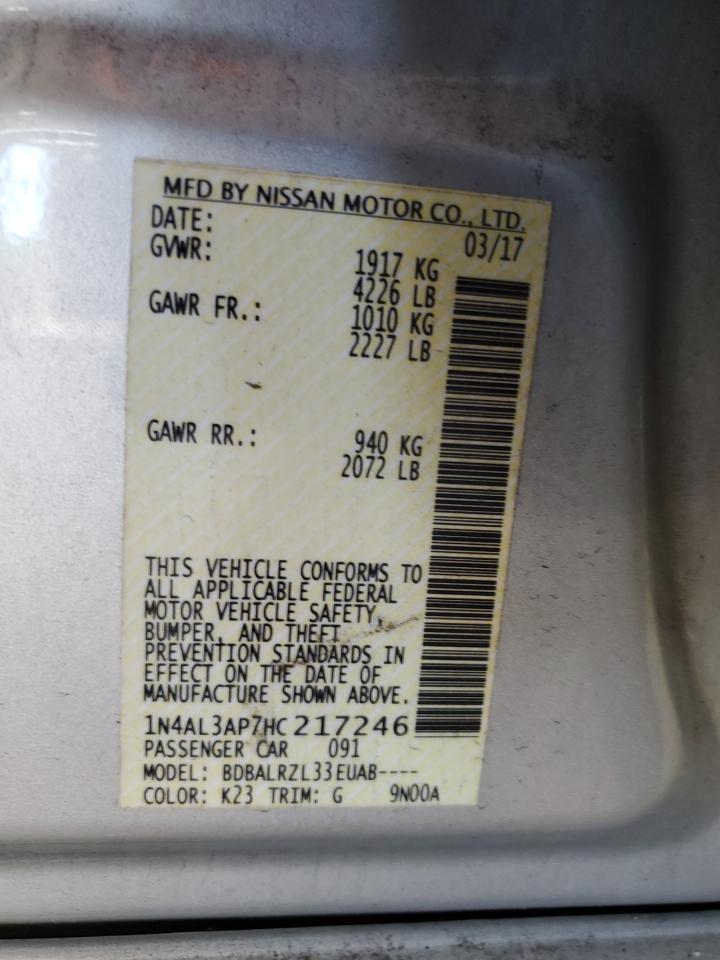 MFD BY NISSAN MOTOR CO., LTD.
DATE: 03/17
GVWR: 1917 KG
4226 LB
GAWR FR.: 1010 KG
2227 LB
GAWR RR.: 940 KG
2072 LB
THIS VEHICLE CONFORMS TO
ALL APPLICABLE FEDERAL
MOTOR VEHICLE SAFETY,
BUMPER, AND THEFT
PREVENTION STANDARDS IN
EFFECT ON THE DATE OF
MANUFACTURE SHOWN ABOVE.
1N4AL3AP7HC217246
PASSENGER CAR 091
MODEL: BDBALRZL33EUAB----
COLOR: K23 TRIM: G 9N00A